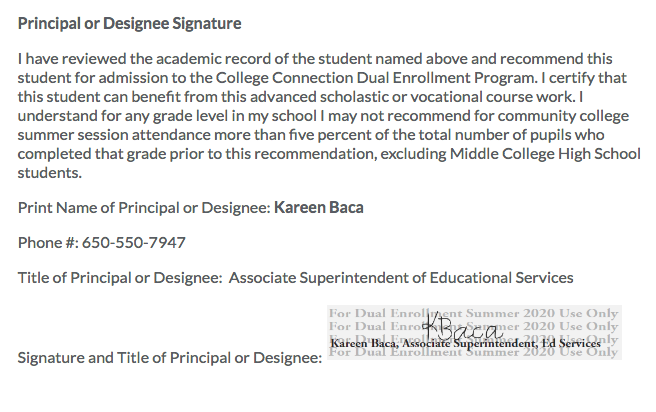 Principal or Designee Signature
I have reviewed the academic record of the student named above and recommend this
student for admission to the College Connection Dual Enrollment Program. I certify that
this student can benefit from this advanced scholastic or vocational course work. I
understand for any grade level in my school I may not recommend for community college
summer session attendance more than five percent of the total number of pupils who
completed that grade prior to this recommendation, excluding Middle College High School
students.
Print Name of Principal or Designee: Kareen Baca
Phone #: 650-550-7947
Title of Principal or Designee: Associate Superintendent of Educational Services
For Dual Enrollment Summer 2020 Use Only
For Dual Enrollment Summer 2020 Use Only
KBaca
For Dual Enrollment Summer 2020 Use Only
Kareen Baca, Associate Superintendent, Ed Services
For Dual Enrollment Summer 2020 Use Only
Signature and Title of Principal or Designee: